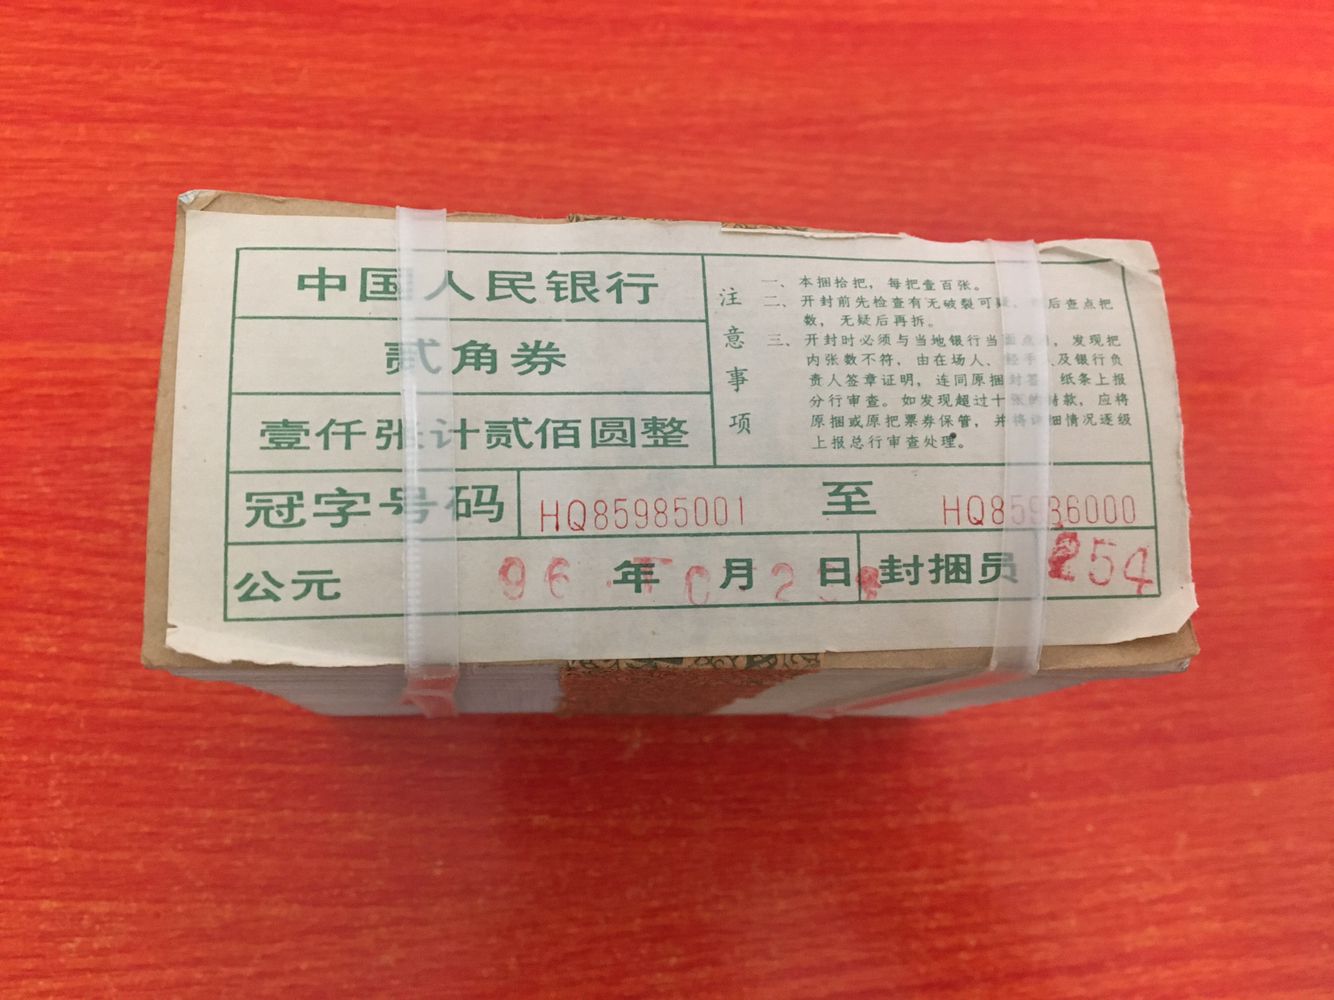 中国人民银行
贰角券
壹仟张计贰佰圆整
注意事项
一、本捆拾把，每把壹百张。
二、开封前先检查有无破裂可 后查点把
数，无疑后再拆。
三、开封时必须与当地银行当面点 ，发现把
内张数不符，由在场人、经手 及银行负
责人签章证明，连同原捆封签 纸条上报
分行审查。如发现超过十张的 款，应将
原捆或原把票券保管，并将详细情况逐级
上报总行审查处理。
冠字号码 HQ85985001 至 HQ85986000
公元 96 年 10 月 2 日 封捆员 254